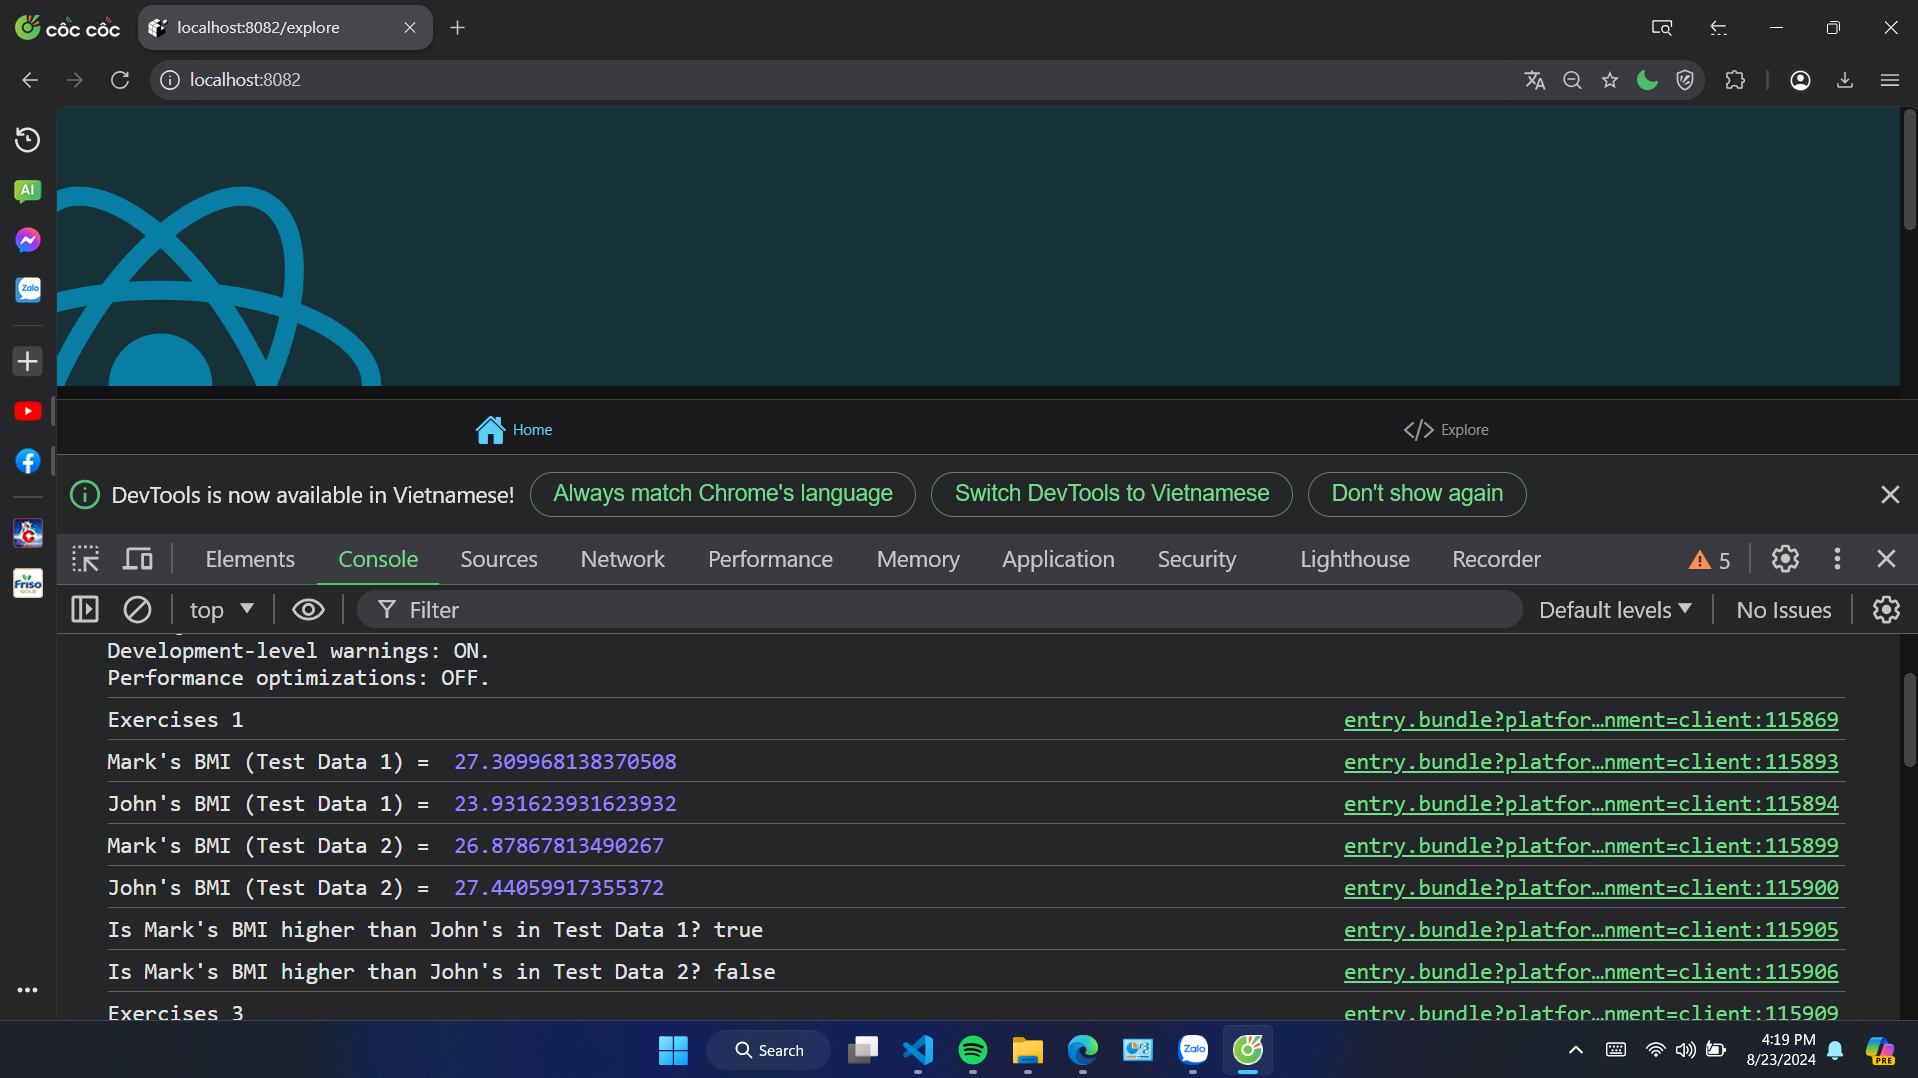 cốc cốc
localhost:8082/explore
localhost:8082
AI
Zalo
Home
Explore
DevTools is now available in Vietnamese!
Always match Chrome's language
Switch DevTools to Vietnamese
Don't show again
Elements
Console
Sources
Network
Performance
Memory
Application
Security
Lighthouse
Recorder
5
top
Filter
Default levels
No Issues
Development-level warnings: ON.
Performance optimizations: OFF.
Exercises 1 entry.bundle?platfor…nment=client:115869
Mark's BMI (Test Data 1) = 27.309968138370508 entry.bundle?platfor…nment=client:115893
John's BMI (Test Data 1) = 23.931623931623932 entry.bundle?platfor…nment=client:115894
Mark's BMI (Test Data 2) = 26.87867813490267 entry.bundle?platfor…nment=client:115899
John's BMI (Test Data 2) = 27.44059917355372 entry.bundle?platfor…nment=client:115900
Is Mark's BMI higher than John's in Test Data 1? true entry.bundle?platfor…nment=client:115905
Is Mark's BMI higher than John's in Test Data 2? false entry.bundle?platfor…nment=client:115906
Exercises 3 entry.bundle?platfor…nment=client:115909
Friso
GOLD
Search
Zalo
4:19 PM
8/23/2024
PRE